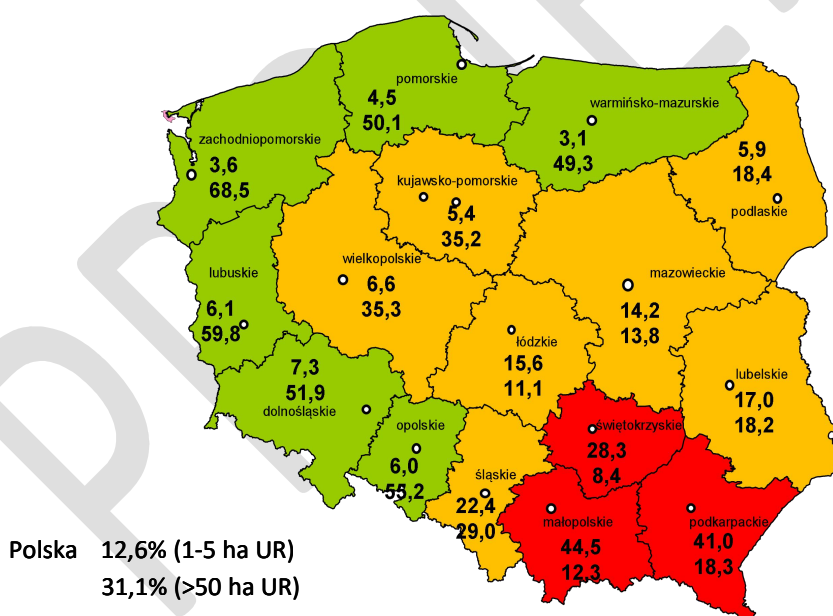 pomorskie
4,5
50,1
warmińsko-mazurskie
3,1
49,3
zachodniopomorskie
3,6
68,5
5,9
18,4
podlaskie
kujawsko-pomorskie
5,4
35,2
wielkopolskie
6,6
35,3
lubuskie
6,1
59,8
mazowieckie
14,2
13,8
łódzkie
15,6
11,1
7,3
51,9
dolnośląskie
lubelskie
17,0
18,2
opolskie
6,0
55,2
świętokrzyskie
28,3
8,4
śląskie
22,4
29,0
małopolskie
44,5
12,3
podkarpackie
41,0
18,3
Polska 12,6% (1-5 ha UR)
31,1% (>50 ha UR)